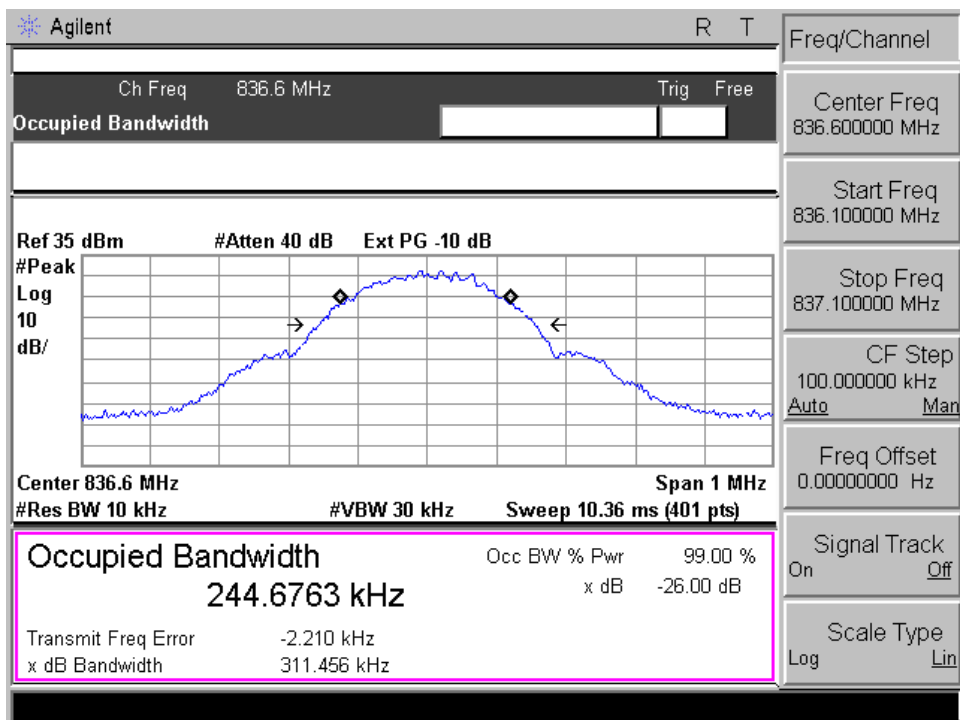 Agilent R T
Ch Freq 836.6 MHz Trig Free
Occupied Bandwidth
Ref 35 dBm #Atten 40 dB Ext PG -10 dB
#Peak
Log
10
dB/
Center 836.6 MHz Span 1 MHz
#Res BW 10 kHz #VBW 30 kHz Sweep 10.36 ms (401 pts)
Occupied Bandwidth Occ BW % Pwr 99.00 %
244.6763 kHz x dB -26.00 dB
Transmit Freq Error -2.210 kHz
x dB Bandwidth 311.456 kHz
Freq/Channel
Center Freq
836.600000 MHz
Start Freq
836.100000 MHz
Stop Freq
837.100000 MHz
CF Step
100.000000 kHz
Auto Man
Freq Offset
0.00000000 Hz
Signal Track
On Off
Scale Type
Log Lin